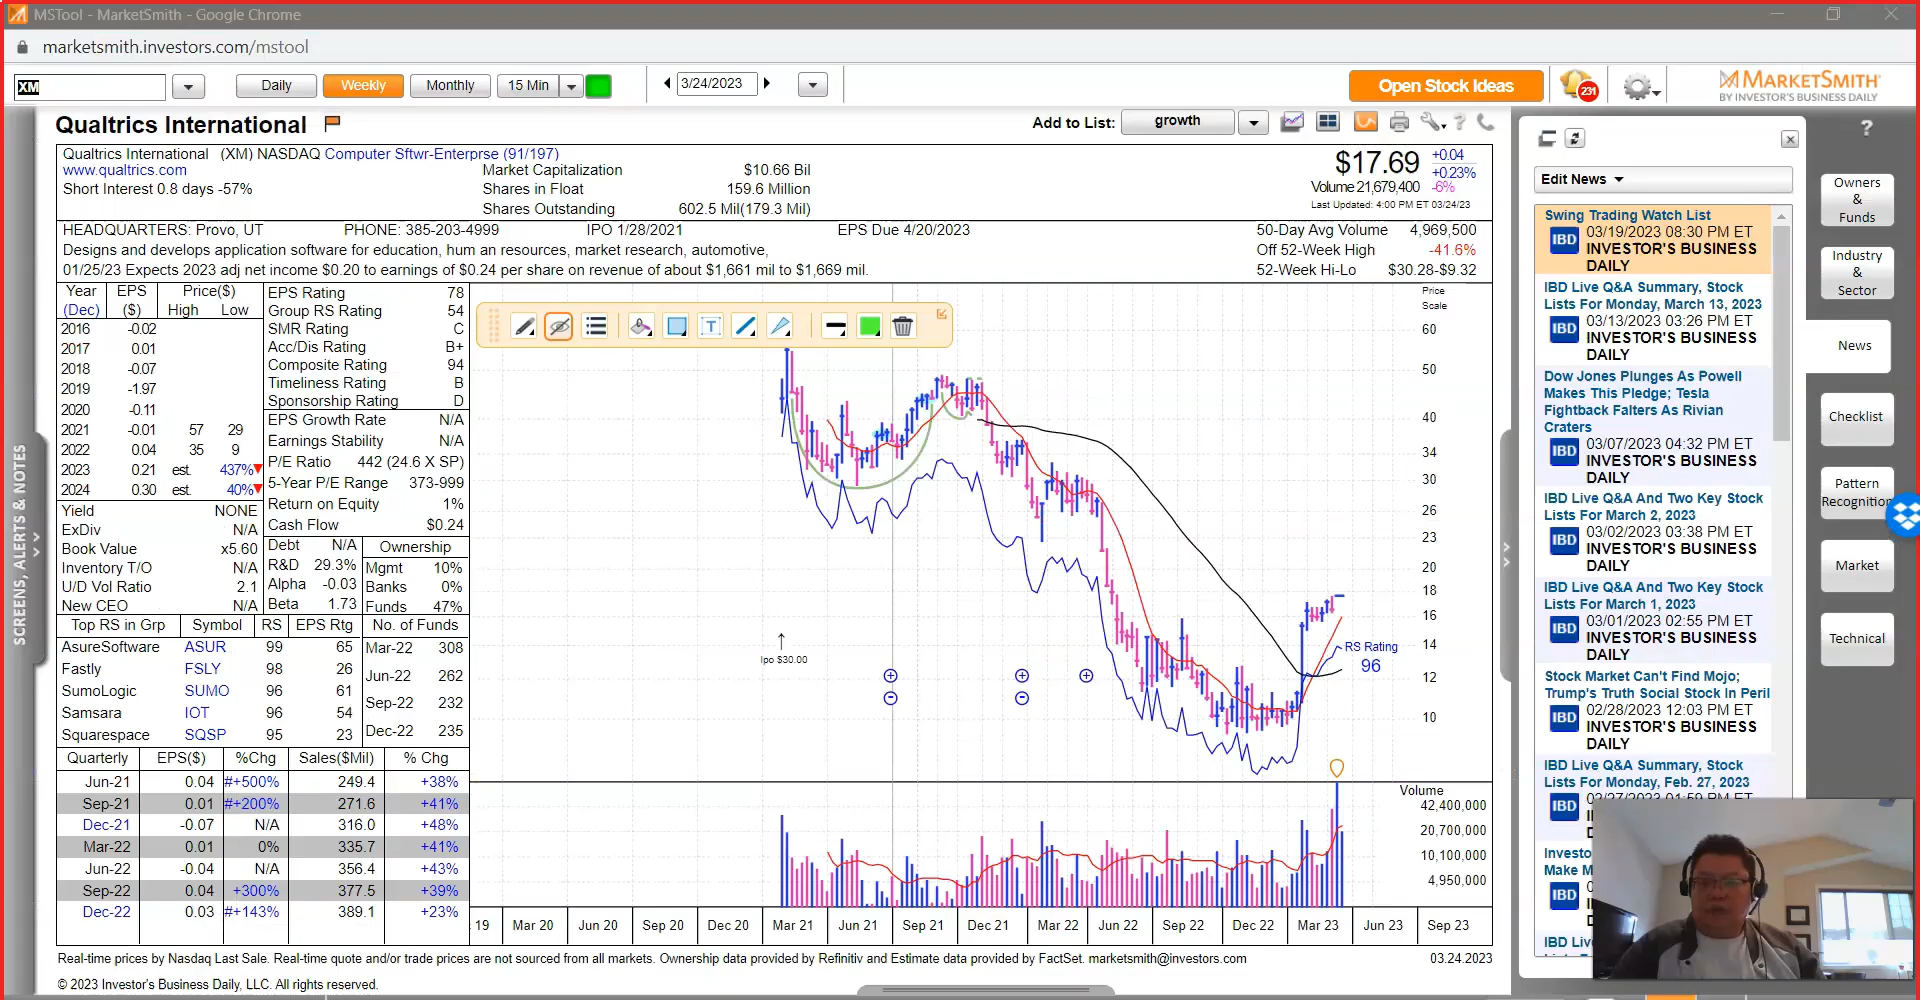 MSTool - MarketSmith - Google Chrome
marketsmith.investors.com/mstool
XM
Daily
Weekly
Monthly
15 Min
3/24/2023
Open Stock Ideas
231
MARKETSMITH
BY INVESTOR'S BUSINESS DAILY
Qualtrics International
Add to List:
growth
Qualtrics International (XM) NASDAQ Computer Sftwr-Enterprse (91/197)
www.qualtrics.com
Short Interest 0.8 days -57%
Market Capitalization $10.66 Bil
Shares in Float 159.6 Million
Shares Outstanding 602.5 Mil(179.3 Mil)
$17.69 +0.04
+0.23%
Volume 21,679,400 -6%
Last Updated: 4:00 PM ET 03/24/23
HEADQUARTERS: Provo, UT PHONE: 385-203-4999 IPO 1/28/2021 EPS Due 4/20/2023
Designs and develops application software for education, hum an resources, market research, automotive,
01/25/23 Expects 2023 adj net income $0.20 to earnings of $0.24 per share on revenue of about $1,661 mil to $1,669 mil.
50-Day Avg Volume 4,969,500
Off 52-Week High -41.6%
52-Week Hi-Lo $30.28-$9.32
Year EPS Price($)
(Dec) ($) High Low
2016 -0.02
2017 0.01
2018 -0.07
2019 -1.97
2020 -0.11
2021 -0.01 57 29
2022 0.04 35 9
2023 0.21 est. 437%
2024 0.30 est. 40%
Yield NONE
ExDiv N/A
Book Value x5.60
Inventory T/O N/A
U/D Vol Ratio 2.1
New CEO N/A
EPS Rating 78
Group RS Rating 54
SMR Rating C
Acc/Dis Rating B+
Composite Rating 94
Timeliness Rating B
Sponsorship Rating D
EPS Growth Rate N/A
Earnings Stability N/A
P/E Ratio 442 (24.6 X SP)
5-Year P/E Range 373-999
Return on Equity 1%
Cash Flow $0.24
Debt N/A
R&D 29.3%
Alpha -0.03
Beta 1.73
Ownership
Mgmt 10%
Banks 0%
Funds 47%
Top RS in Grp Symbol RS EPS Rtg
AsureSoftware ASUR 99 65
Fastly FSLY 98 26
SumoLogic SUMO 96 61
Samsara IOT 96 54
Squarespace SQSP 95 23
No. of Funds
Mar-22 308
Jun-22 262
Sep-22 232
Dec-22 235
Quarterly EPS($) %Chg Sales($Mil) % Chg
Jun-21 0.04 #+500% 249.4 +38%
Sep-21 0.01 #+200% 271.6 +41%
Dec-21 -0.07 N/A 316.0 +48%
Mar-22 0.01 0% 335.7 +41%
Jun-22 -0.04 N/A 356.4 +43%
Sep-22 0.04 +300% 377.5 +39%
Dec-22 0.03 #+143% 389.1 +23%
T
Ipo $30.00
RS Rating
96
Price
Scale
60
50
40
34
30
26
23
20
18
16
14
12
10
Volume
42,400,000
20,700,000
10,100,000
4,950,000
19 Mar 20 Jun 20 Sep 20 Dec 20 Mar 21 Jun 21 Sep 21 Dec 21 Mar 22 Jun 22 Sep 22 Dec 22 Mar 23 Jun 23 Sep 23
Real-time prices by Nasdaq Last Sale. Real-time quote and/or trade prices are not sourced from all markets. Ownership data provided by Refinitiv and Estimate data provided by FactSet. marketsmith@investors.com
03.24.2023
© 2023 Investor's Business Daily, LLC. All rights reserved.
SCREENS, ALERTS & NOTES
Edit News
Swing Trading Watch List
IBD
03/19/2023 08:30 PM ET
INVESTOR'S BUSINESS
DAILY
IBD Live Q&A Summary, Stock
Lists For Monday, March 13, 2023
IBD
03/13/2023 03:26 PM ET
INVESTOR'S BUSINESS
DAILY
Dow Jones Plunges As Powell
Makes This Pledge; Tesla
Fightback Falters As Rivian
Craters
IBD
03/07/2023 04:32 PM ET
INVESTOR'S BUSINESS
DAILY
IBD Live Q&A And Two Key Stock
Lists For March 2, 2023
IBD
03/02/2023 03:38 PM ET
INVESTOR'S BUSINESS
DAILY
IBD Live Q&A And Two Key Stock
Lists For March 1, 2023
IBD
03/01/2023 02:55 PM ET
INVESTOR'S BUSINESS
DAILY
Stock Market Can't Find Mojo;
Trump's Truth Social Stock In Peril
IBD
02/28/2023 12:03 PM ET
INVESTOR'S BUSINESS
DAILY
IBD Live Q&A Summary, Stock
Lists For Monday, Feb. 27, 2023
IBD
02/27/2023 01:59 PM ET
Investo
Make M
IBD
IBD Liv
?
Owners
&
Funds
Industry
&
Sector
News
Checklist
Pattern
Recognition
Market
Technical